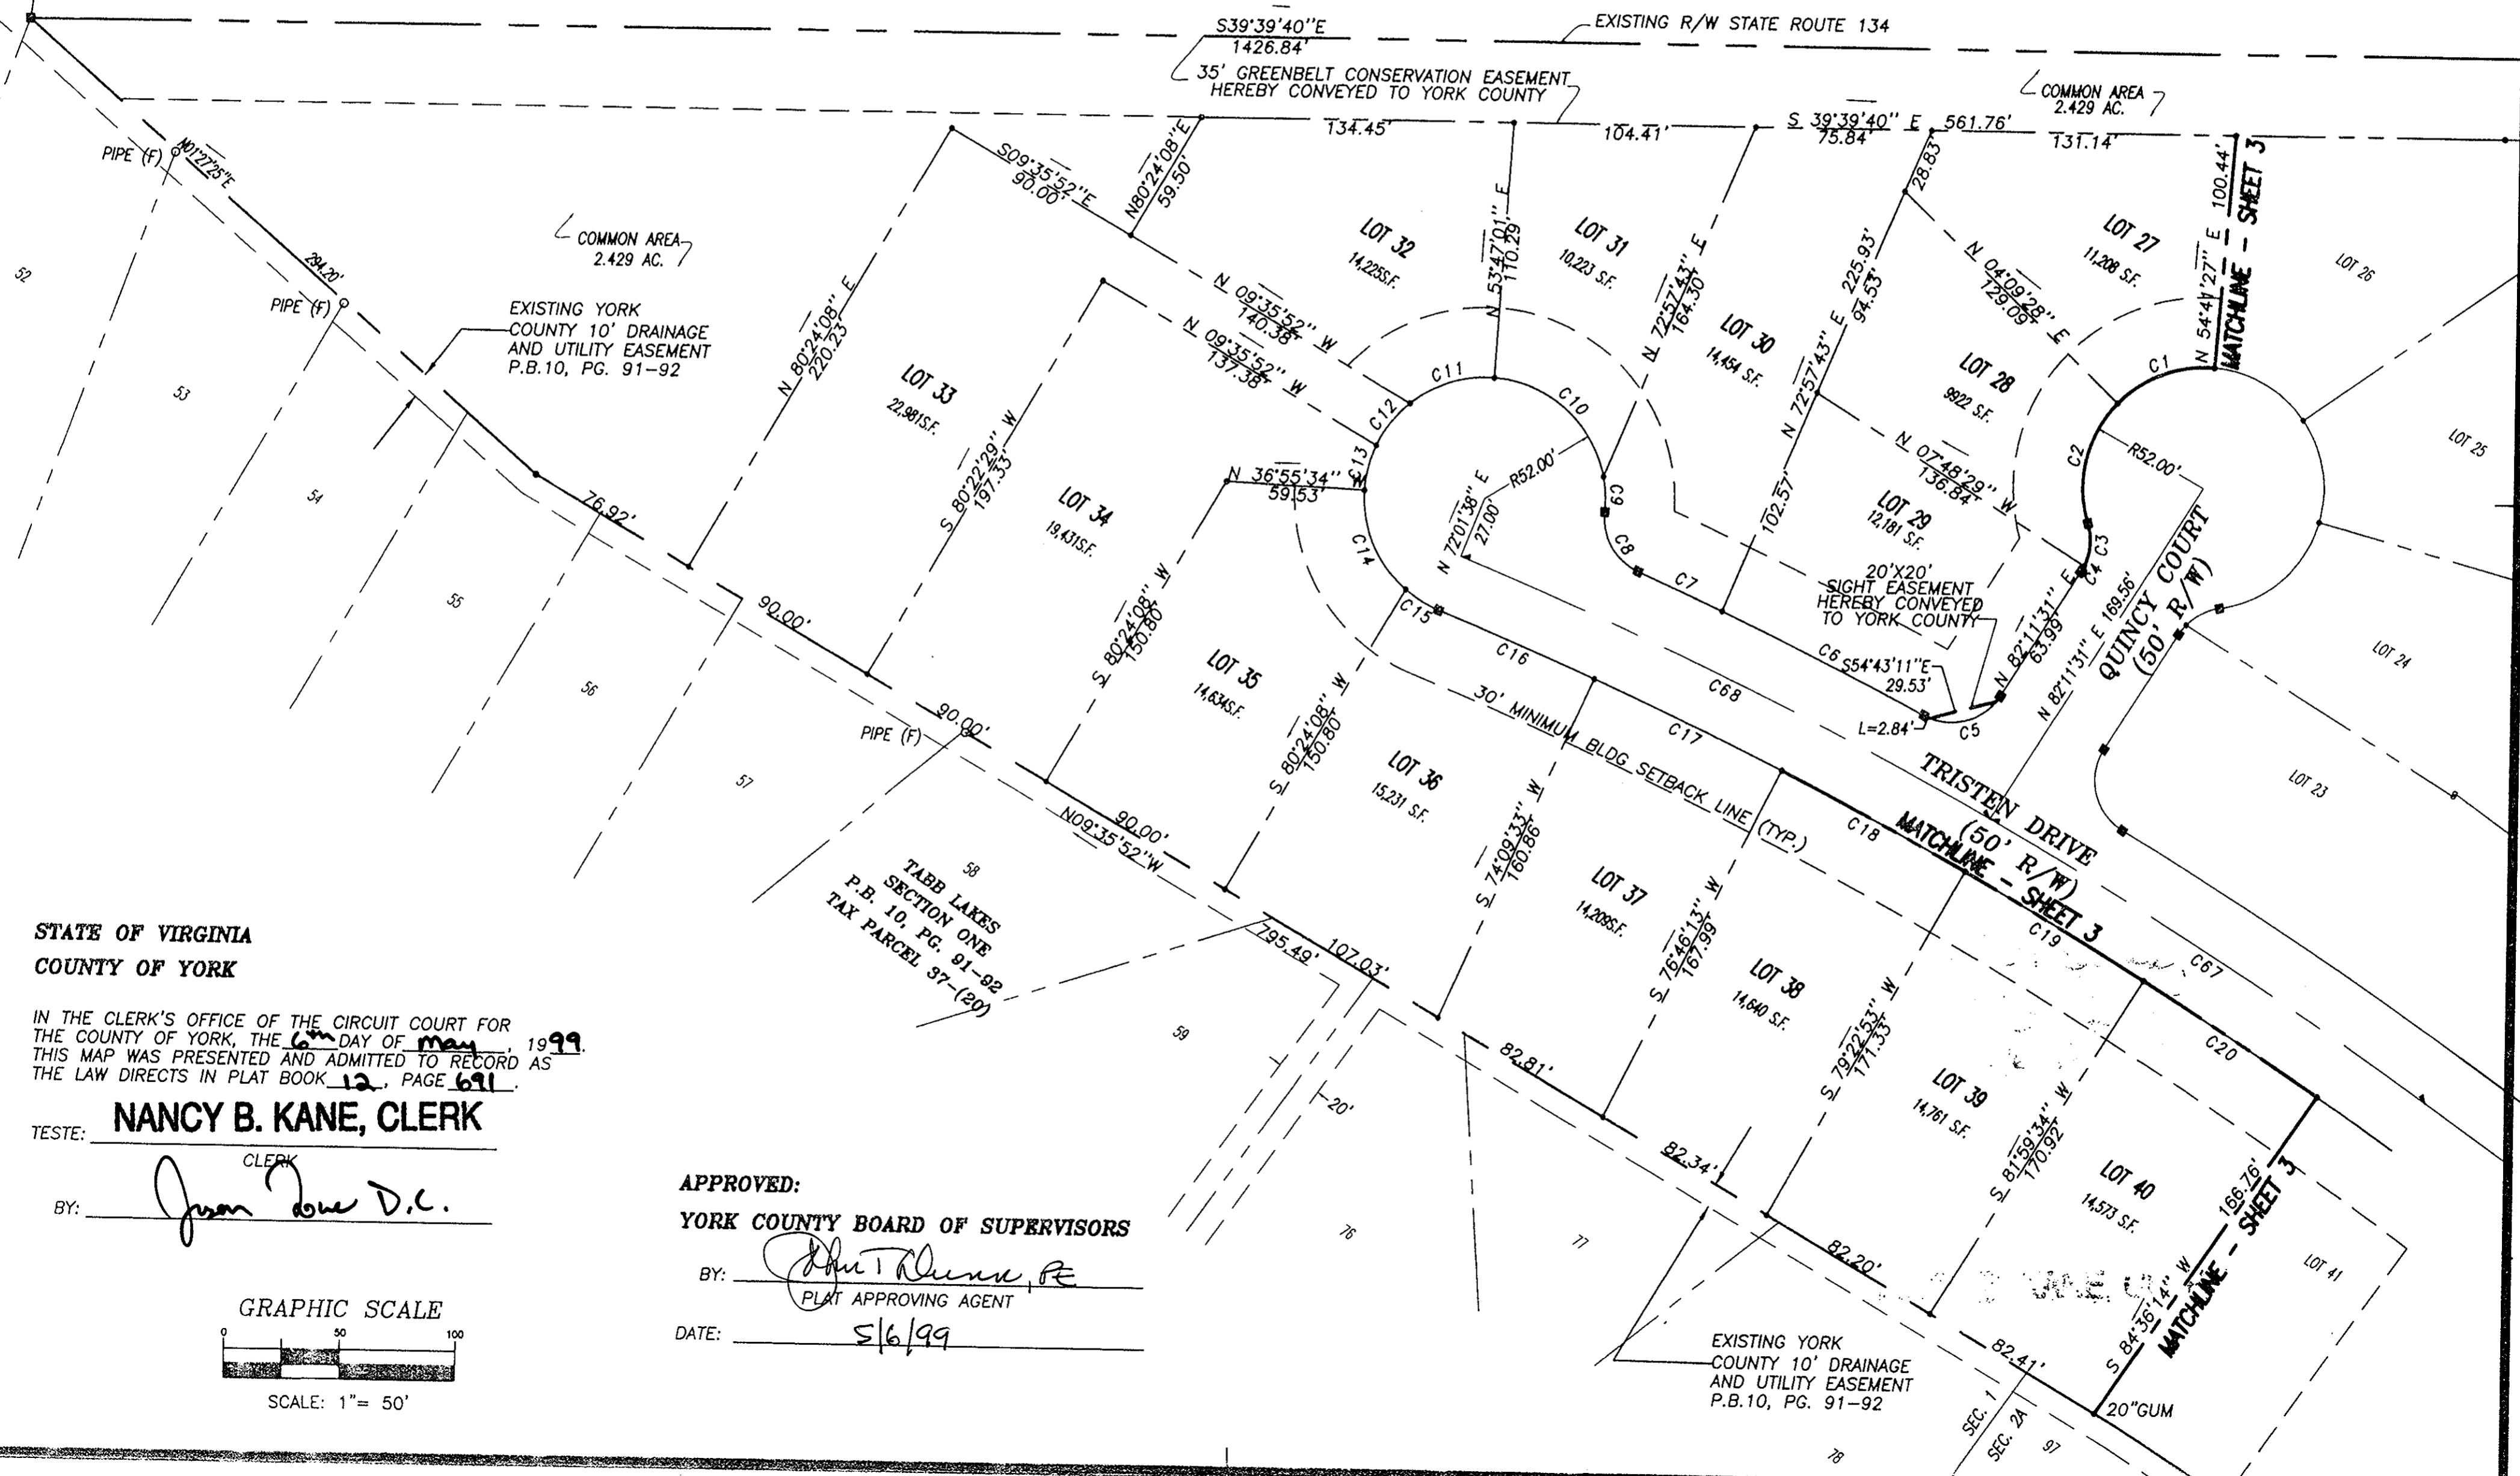 S39°39'40"E
1426.84'
EXISTING R/W STATE ROUTE 134
35' GREENBELT CONSERVATION EASEMENT
HEREBY CONVEYED TO YORK COUNTY
COMMON AREA
2.429 AC.
134.45'
104.41'
S 39°39'40" E 561.76'
75.84'
131.14'
PIPE (F)
N01°27'25"E
294.20'
PIPE (F)
S09°35'52"E
90.00'
N80°24'08"E
59.50'
28.83'
N 54°41'27" E 100.44'
MATCHLINE - SHEET 3
COMMON AREA
2.429 AC.
EXISTING YORK
COUNTY 10' DRAINAGE
AND UTILITY EASEMENT
P.B.10, PG. 91-92
52
53
54
55
56
57
58
59
76
77
78
97
N 80°24'08" E
220.23'
LOT 33
22,981S.F.
S 80°22'29" W
197.33'
LOT 32
14,225S.F.
N 09°35'52" W
140.38'
N 09°35'52" W
137.38'
N 53°47'01" E
110.29'
LOT 31
10,223 S.F.
N 72°57'43" E
164.30'
LOT 30
14,454 S.F.
N 72°57'43" E 225.93'
94.53'
102.57'
LOT 27
11,208 S.F.
N 04°09'28" E
129.09'
LOT 28
9922 S.F.
N 07°48'29" W
136.84'
LOT 29
12,181 S.F.
LOT 26
LOT 25
LOT 24
LOT 23
C1
C2
C3
C4
R52.00'
C11
C10
C12
C13
C9
C8
C7
C14
C15
R52.00'
N 72°01'38" E
27.00'
N 36°55'34" W
59.53'
LOT 34
19,431S.F.
20'X20'
SIGHT EASEMENT
HEREBY CONVEYED
TO YORK COUNTY
N 82°11'31" E
63.99'
N 82°11'31" E 169.56'
QUINCY COURT
(50' R/W)
C6
S54°43'11"E
29.53'
L=2.84'
C5
C16
C68
C17
C18
C19
C67
C20
30' MINIMUM BLDG SETBACK LINE (TYP.)
TRISTEN DRIVE
(50' R/W)
MATCHLINE - SHEET 3
76.92'
90.00'
90.00'
PIPE (F)
90.00'
N09°35'52"W
795.49'
107.03'
82.81'
82.34'
82.20'
82.41'
20'
S 80°24'08" W
150.80'
LOT 35
14,634S.F.
S 80°24'08" W
150.80'
LOT 36
15,231 S.F.
S 74°09'33" W
160.86'
LOT 37
14,209S.F.
S 76°46'13" W
167.99'
LOT 38
14,640 S.F.
S 79°22'53" W
171.33'
LOT 39
14,761 S.F.
S 81°59'34" W
170.92'
LOT 40
14,573 S.F.
S 84°36'14" W 166.76'
MATCHLINE - SHEET 3
LOT 41
20"GUM
SEC. 1
SEC. 2A
EXISTING YORK
COUNTY 10' DRAINAGE
AND UTILITY EASEMENT
P.B.10, PG. 91-92
TABB LAKES
SECTION ONE
P.B. 10, PG. 91-92
TAX PARCEL 37-(20)
STATE OF VIRGINIA
COUNTY OF YORK
IN THE CLERK'S OFFICE OF THE CIRCUIT COURT FOR
THE COUNTY OF YORK, THE 6th DAY OF May, 1999.
THIS MAP WAS PRESENTED AND ADMITTED TO RECORD AS
THE LAW DIRECTS IN PLAT BOOK 12, PAGE 691.
TESTE: NANCY B. KANE, CLERK
CLERK
BY: D.C.
APPROVED:
YORK COUNTY BOARD OF SUPERVISORS
BY: John T Dunn, PE
PLAT APPROVING AGENT
DATE: 5/6/99
GRAPHIC SCALE
0 50 100
SCALE: 1"= 50'